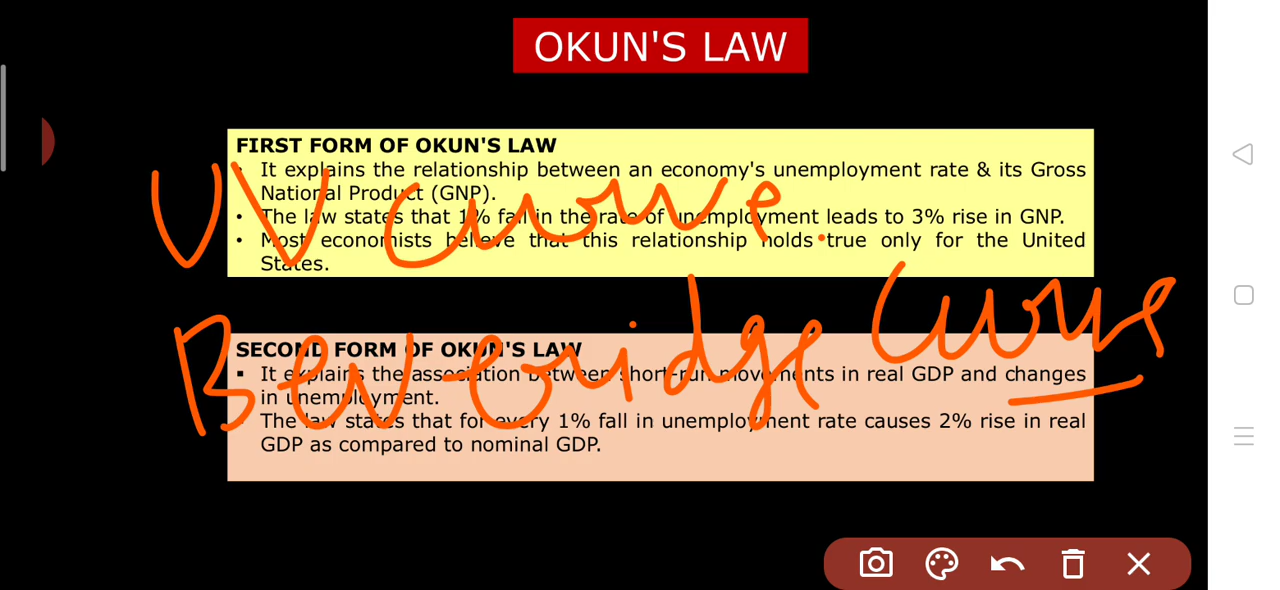 OKUN'S LAW
FIRST FORM OF OKUN'S LAW
• It explains the relationship between an economy's unemployment rate & its Gross
National Product (GNP).
• The law states that 1% fall in the rate of unemployment leads to 3% rise in GNP.
• Most economists believe that this relationship holds true only for the United
States.
UV Curve
SECOND FORM OF OKUN'S LAW
▪ It explains the association between short-run movements in real GDP and changes
in unemployment.
▪ The law states that for every 1% fall in unemployment rate causes 2% rise in real
GDP as compared to nominal GDP.
Beveridge Curve